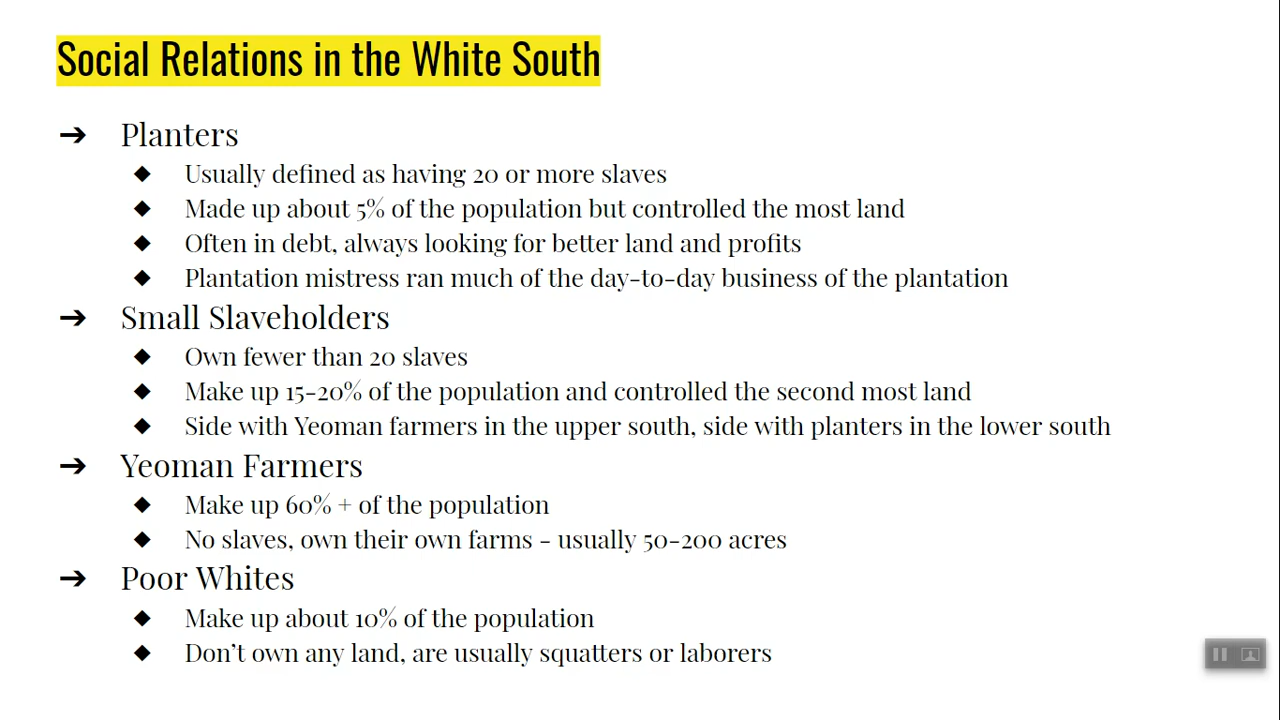 Social Relations in the White South
➔ Planters
◆ Usually defined as having 20 or more slaves
◆ Made up about 5% of the population but controlled the most land
◆ Often in debt, always looking for better land and profits
◆ Plantation mistress ran much of the day-to-day business of the plantation
➔ Small Slaveholders
◆ Own fewer than 20 slaves
◆ Make up 15-20% of the population and controlled the second most land
◆ Side with Yeoman farmers in the upper south, side with planters in the lower south
➔ Yeoman Farmers
◆ Make up 60% + of the population
◆ No slaves, own their own farms - usually 50-200 acres
➔ Poor Whites
◆ Make up about 10% of the population
◆ Don’t own any land, are usually squatters or laborers